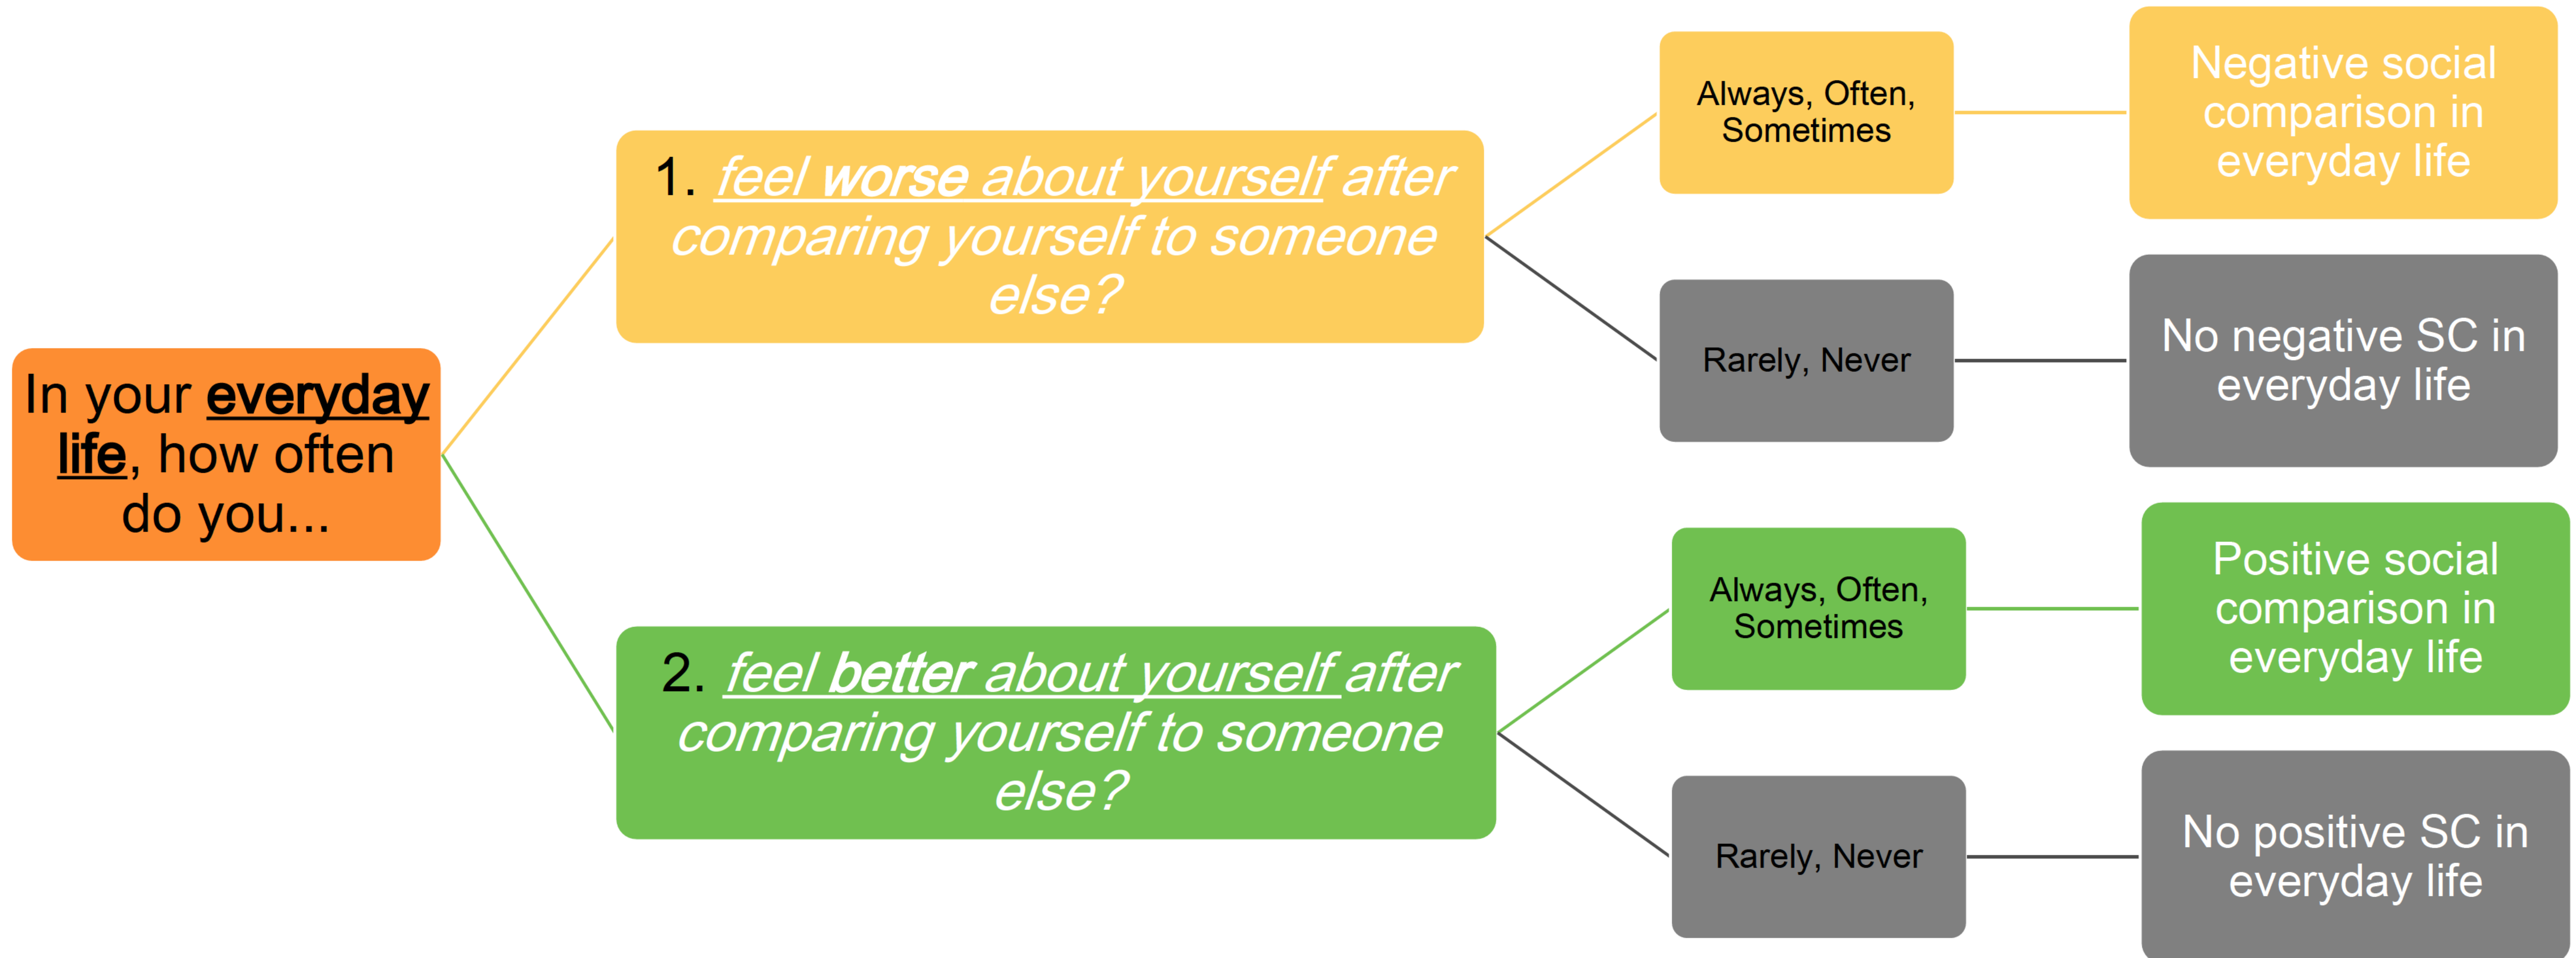 In your everyday
life, how often
do you...
1. feel worse about yourself after
comparing yourself to someone
else?
Always, Often,
Sometimes
Negative social
comparison in
everyday life
Rarely, Never
No negative SC in
everyday life
2. feel better about yourself after
comparing yourself to someone
else?
Always, Often,
Sometimes
Positive social
comparison in
everyday life
Rarely, Never
No positive SC in
everyday life